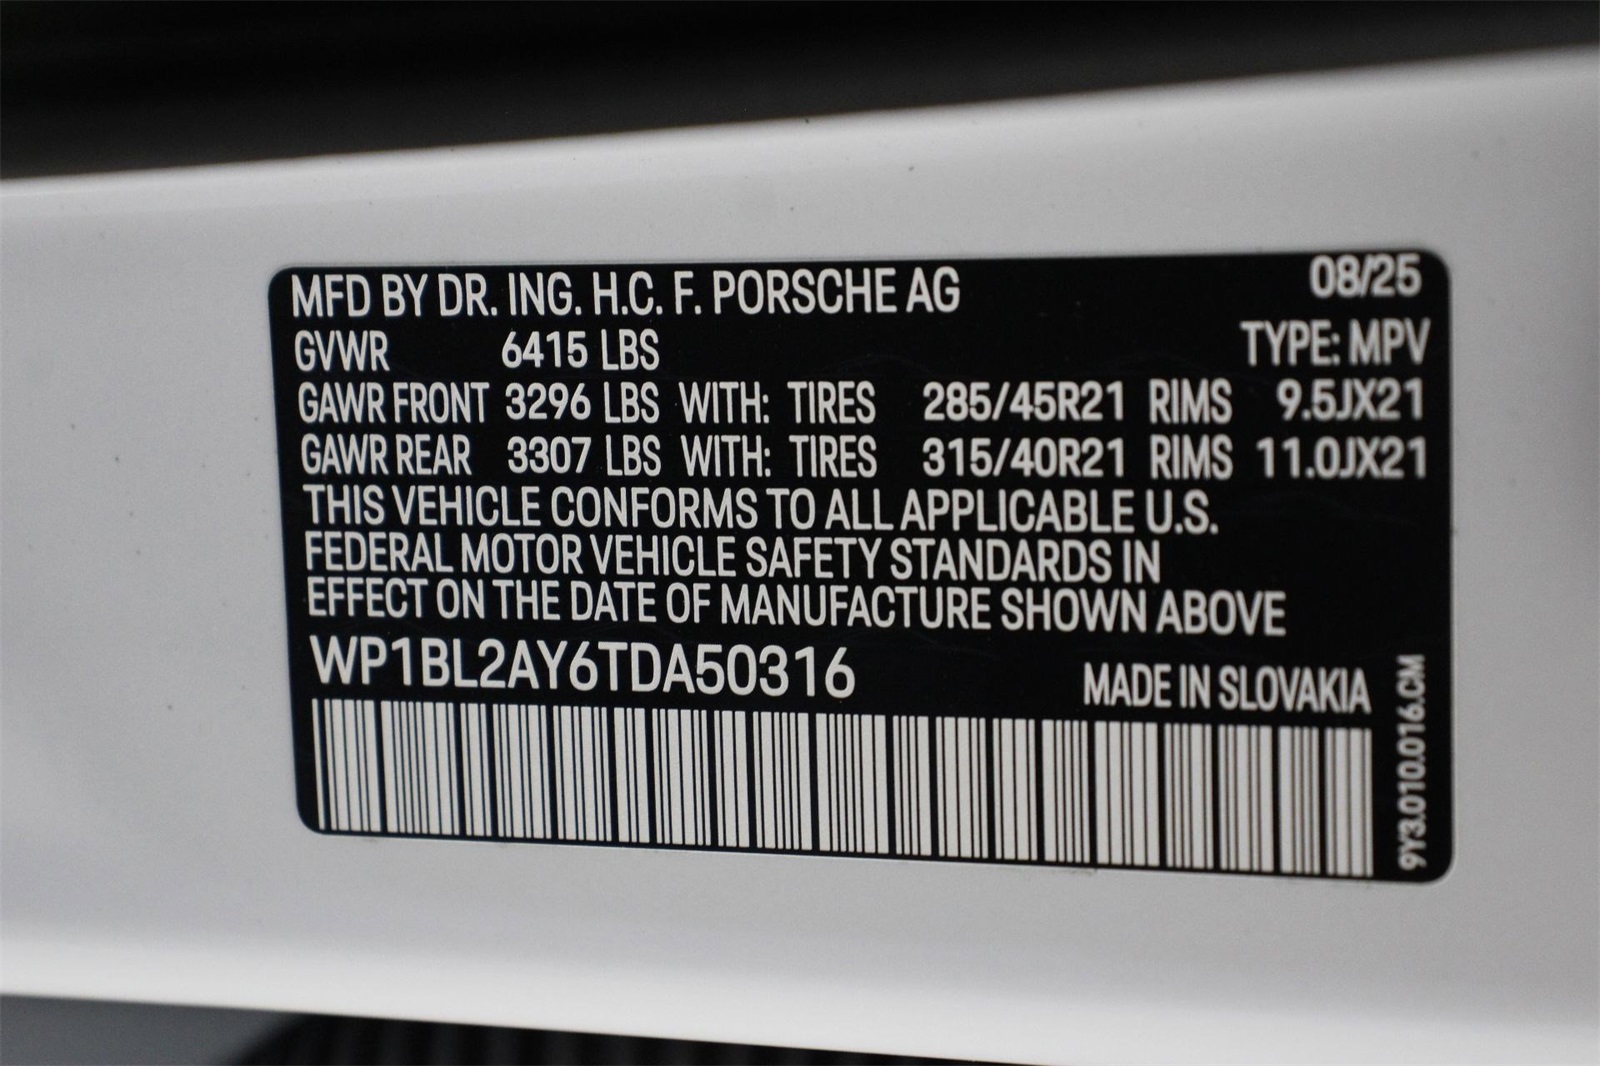 MFD BY DR. ING. H.C. F. PORSCHE AG 08/25
GVWR 6415 LBS TYPE: MPV
GAWR FRONT 3296 LBS WITH: TIRES 285/45R21 RIMS 9.5JX21
GAWR REAR 3307 LBS WITH: TIRES 315/40R21 RIMS 11.0JX21
THIS VEHICLE CONFORMS TO ALL APPLICABLE U.S.
FEDERAL MOTOR VEHICLE SAFETY STANDARDS IN
EFFECT ON THE DATE OF MANUFACTURE SHOWN ABOVE
WP1BL2AY6TDA50316 MADE IN SLOVAKIA
9Y3.010.016.CM